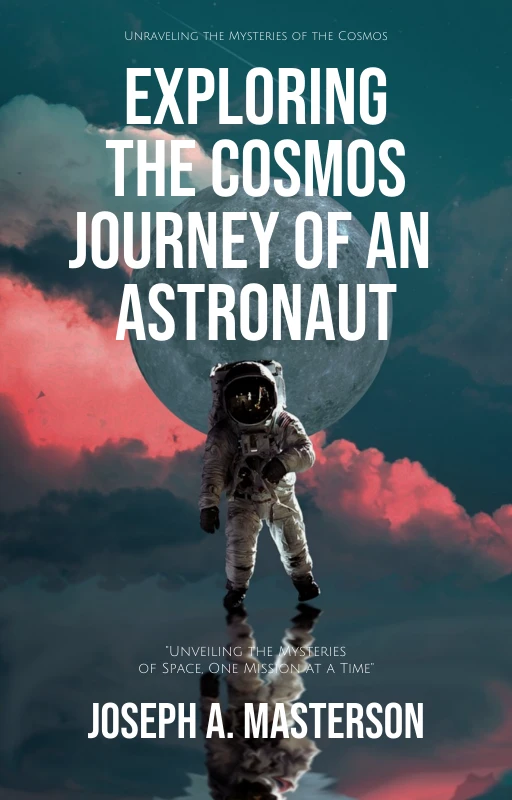 Unraveling the Mysteries of the Cosmos
EXPLORING
THE COSMOS
JOURNEY OF AN
ASTRONAUT
"Unveiling the Mysteries
of Space, One Mission at a Time"
JOSEPH A. MASTERSON